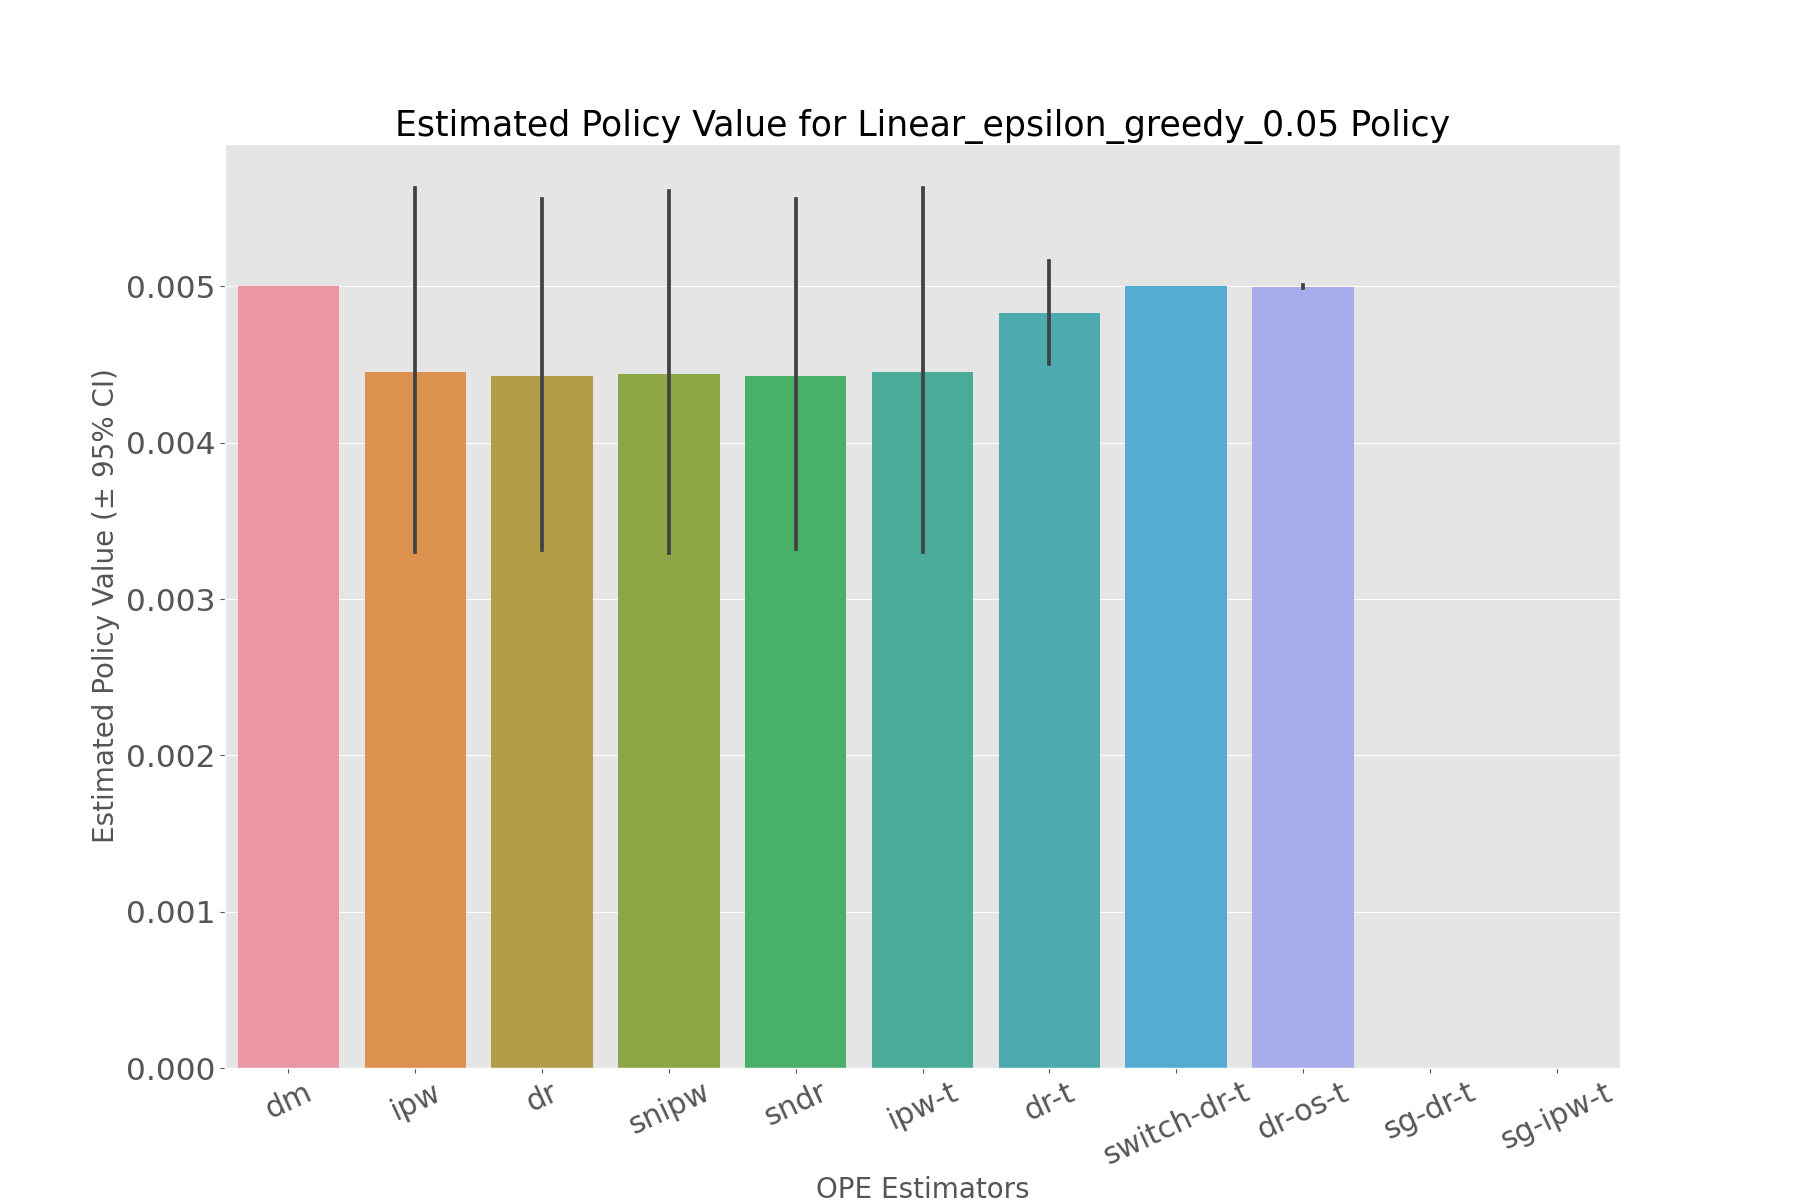 Estimated Policy Value for Linear_epsilon_greedy_0.05 Policy
Estimated Policy Value (± 95% CI)
0.005
0.004
0.003
0.002
0.001
0.000
dm
ipw
dr
snipw
sndr
ipw-t
dr-t
switch-dr-t
dr-os-t
sg-dr-t
sg-ipw-t
OPE Estimators